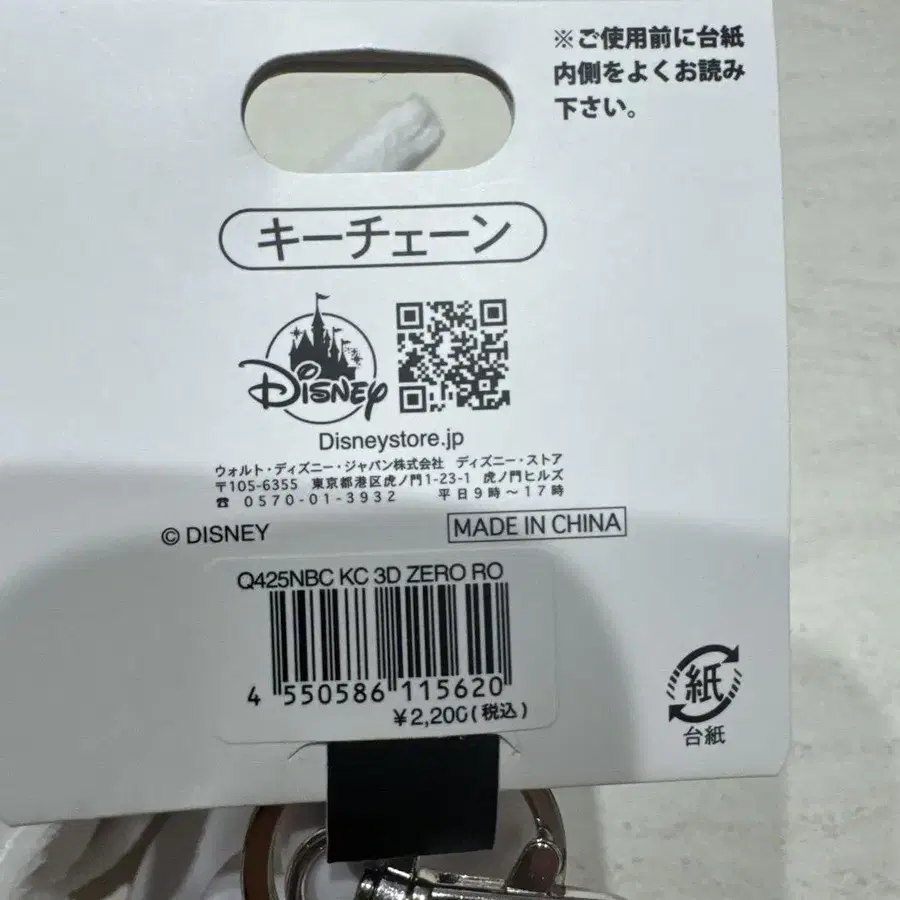 ※ご使用前に台紙
内側をよくお読み
下さい。
キーチェーン
Disney
Disneystore.jp
ウォルト・ディズニー・ジャパン株式会社 ディズニー・ストア
〒105-6355 東京都港区虎ノ門1-23-1 虎ノ門ヒルズ
☎ 0570-01-3932 平日9時～17時
© DISNEY
MADE IN CHINA
Q425NBC KC 3D ZERO RO
4 550586 115620
¥2,200(税込)
紙
台紙